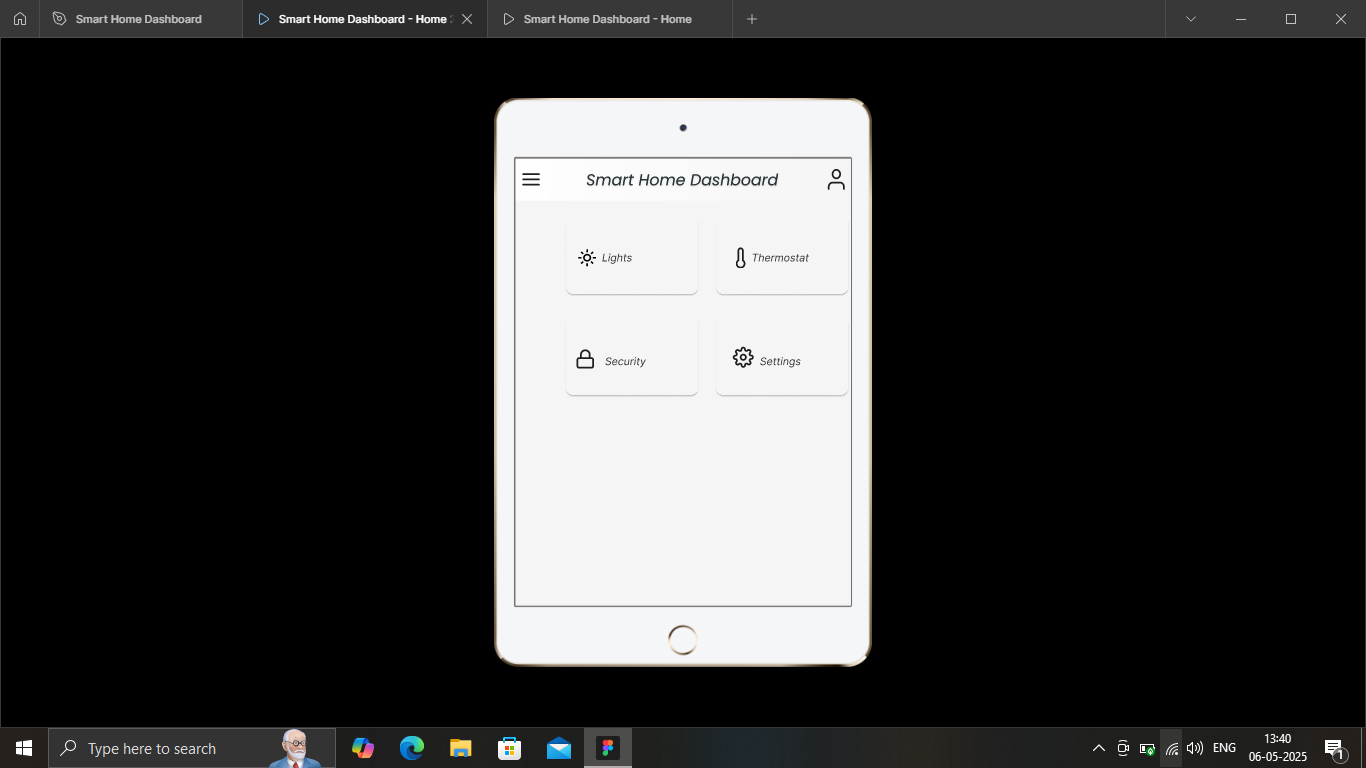 Smart Home Dashboard
Smart Home Dashboard - Home
Smart Home Dashboard - Home
Smart Home Dashboard
Lights
Thermostat
Security
Settings
Type here to search
ENG
13:40
06-05-2025
1